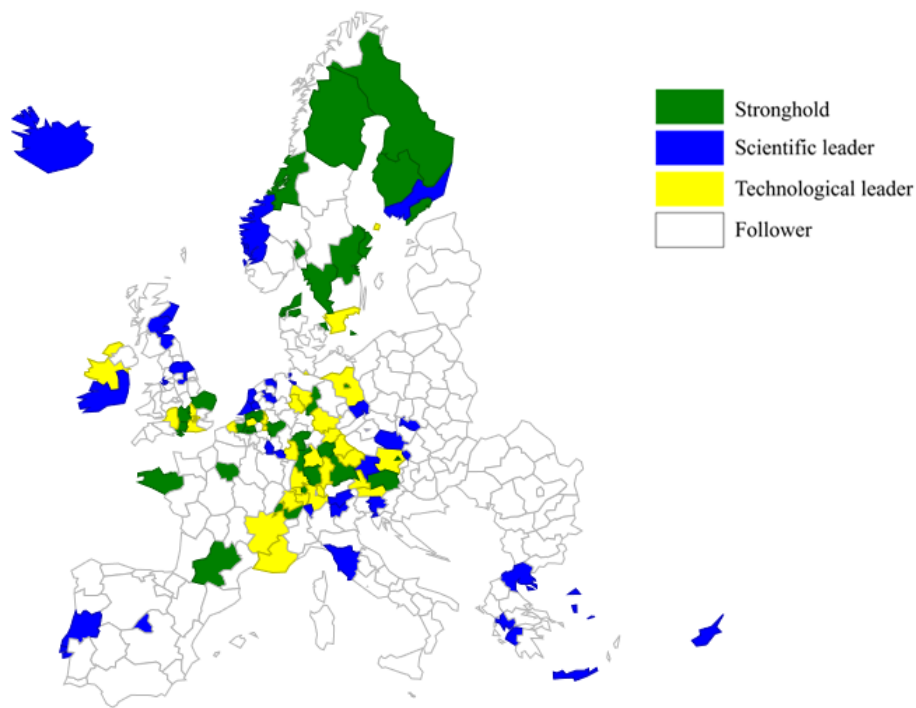 Stronghold
Scientific leader
Technological leader
Follower